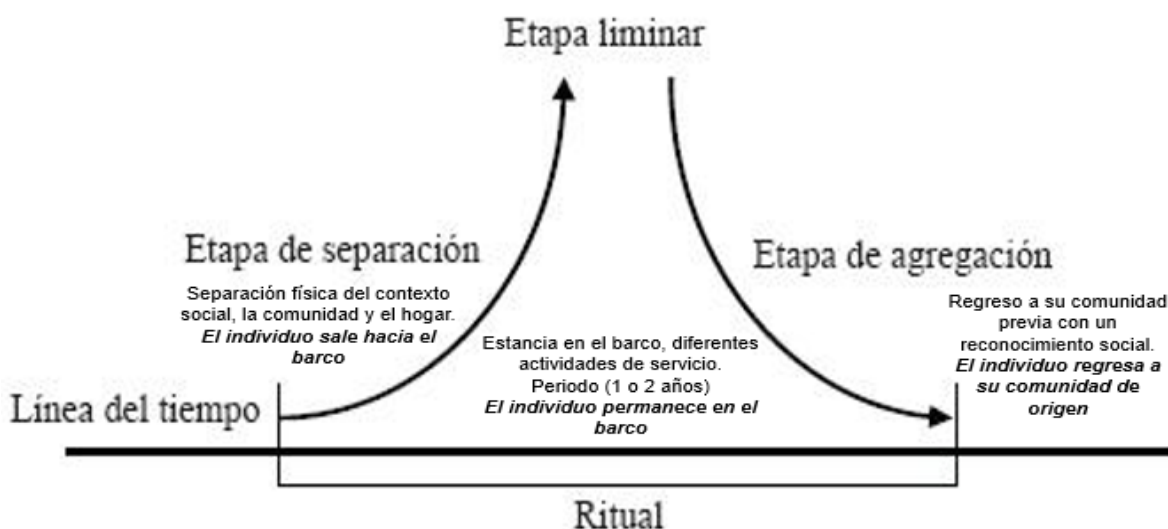 Etapa liminar
Etapa de separación
Separación física del contexto
social, la comunidad y el hogar.
El individuo sale hacia el
barco
Estancia en el barco, diferentes
actividades de servicio.
Periodo (1 o 2 años)
El individuo permanece en el
barco
Etapa de agregación
Regreso a su comunidad
previa con un
reconocimiento social.
El individuo regresa a
su comunidad de
origen
Línea del tiempo
Ritual